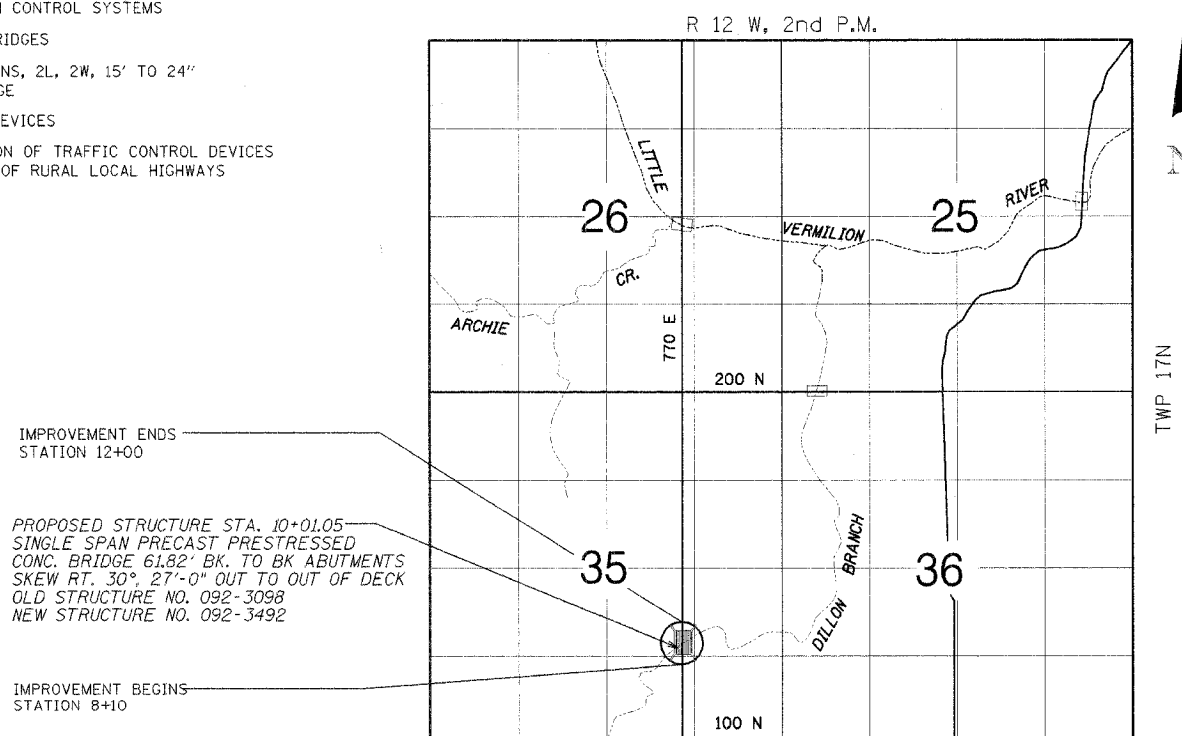 CONTROL SYSTEMS
RIDGES
NS, 2L, 2W, 15' TO 24"
GE
EVICES
ON OF TRAFFIC CONTROL DEVICES
OF RURAL LOCAL HIGHWAYS
R 12 W, 2nd P.M.
N
LITTLE
26
VERMILION
25
RIVER
CR.
ARCHIE
770 E
200 N
TWP 17N
IMPROVEMENT ENDS
STATION 12+00
PROPOSED STRUCTURE STA. 10+01.05
SINGLE SPAN PRECAST PRESTRESSED
CONC. BRIDGE 61.82' BK. TO BK ABUTMENTS
SKEW RT. 30°, 27'-0" OUT TO OUT OF DECK
OLD STRUCTURE NO. 092-3098
NEW STRUCTURE NO. 092-3492
35
36
DILLON BRANCH
IMPROVEMENT BEGINS
STATION 8+10
100 N